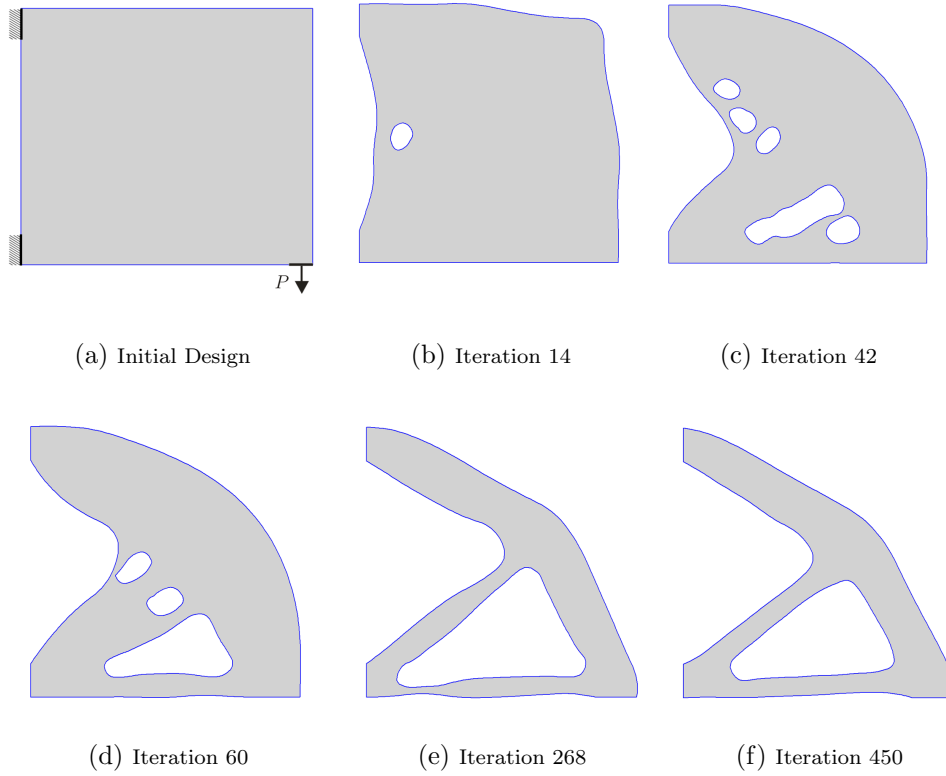 P
(a) Initial Design
(b) Iteration 14
(c) Iteration 42
(d) Iteration 60
(e) Iteration 268
(f) Iteration 450